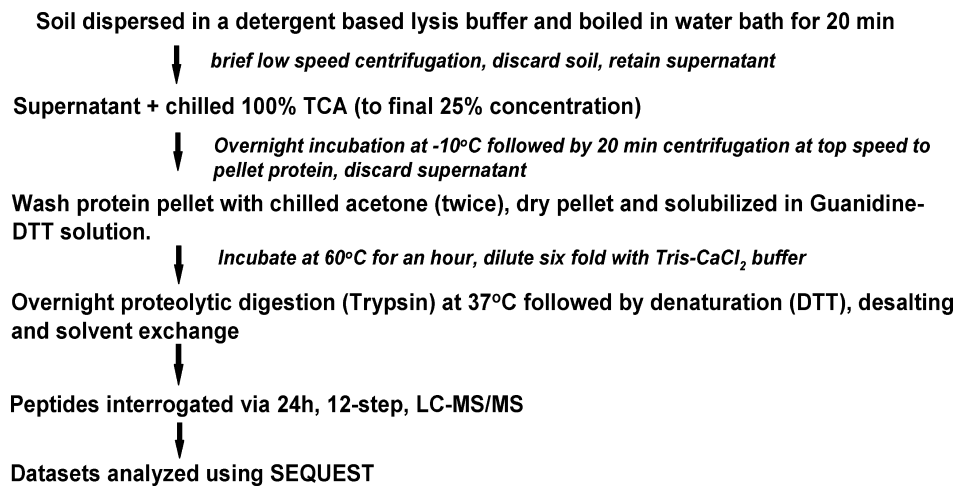 Soil dispersed in a detergent based lysis buffer and boiled in water bath for 20 min
brief low speed centrifugation, discard soil, retain supernatant
Supernatant + chilled 100% TCA (to final 25% concentration)
Overnight incubation at -10°C followed by 20 min centrifugation at top speed to
pellet protein, discard supernatant
Wash protein pellet with chilled acetone (twice), dry pellet and solubilized in Guanidine-
DTT solution.
Incubate at 60°C for an hour, dilute six fold with Tris-CaCl₂ buffer
Overnight proteolytic digestion (Trypsin) at 37°C followed by denaturation (DTT), desalting
and solvent exchange
Peptides interrogated via 24h, 12-step, LC-MS/MS
Datasets analyzed using SEQUEST